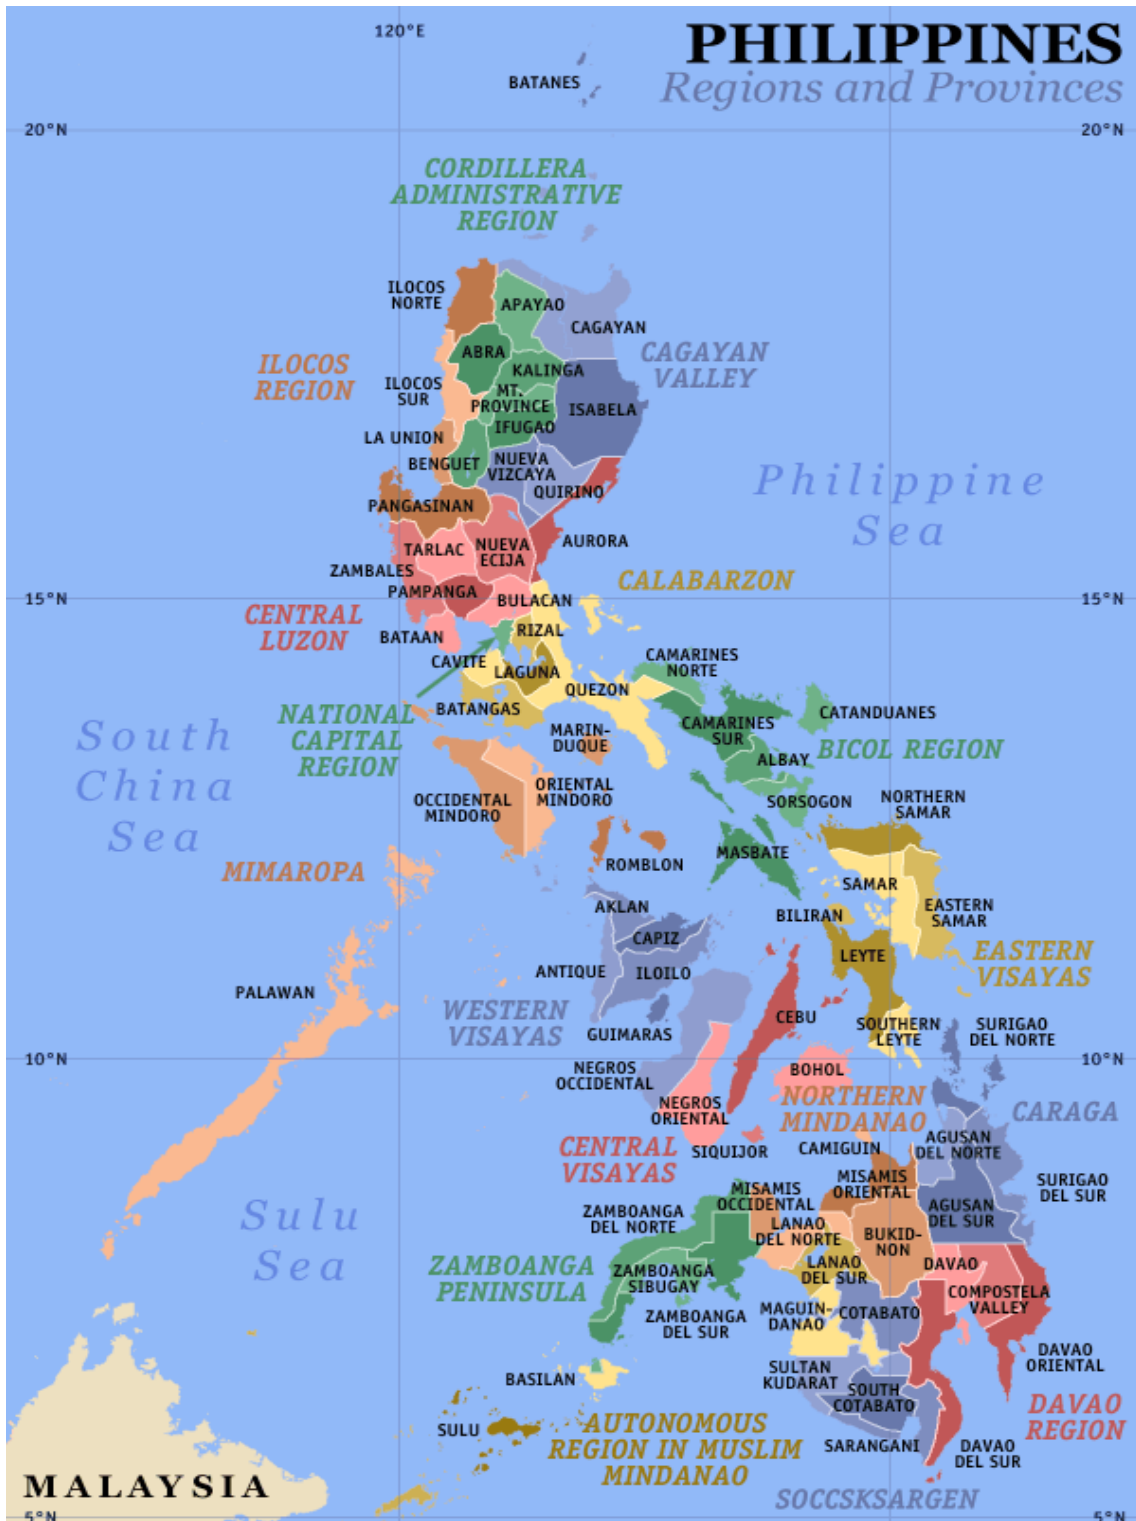 120°E
PHILIPPINES
Regions and Provinces
BATANES
20°N
20°N
CORDILLERA
ADMINISTRATIVE
REGION
ILOCOS
NORTE
APAYAO
CAGAYAN
ABRA
CAGAYAN
VALLEY
ILOCOS
REGION
KALINGA
ILOCOS
SUR
MT.
PROVINCE
ISABELA
IFUGAO
LA UNION
BENGUET
NUEVA
VIZCAYA
QUIRINO
Philippine
Sea
PANGASINAN
AURORA
TARLAC
NUEVA
ECIJA
ZAMBALES
CALABARZON
PAMPANGA
BULACAN
15°N
15°N
CENTRAL
LUZON
BATAAN
RIZAL
CAVITE
LAGUNA
CAMARINES
NORTE
QUEZON
BATANGAS
NATIONAL
CAPITAL
REGION
CATANDUANES
CAMARINES
SUR
MARIN-
DUQUE
BICOL REGION
ALBAY
South
China
Sea
ORIENTAL
MINDORO
OCCIDENTAL
MINDORO
SORSOGON
NORTHERN
SAMAR
MASBATE
ROMBLON
MIMAROPA
SAMAR
AKLAN
BILIRAN
EASTERN
SAMAR
CAPIZ
EASTERN
VISAYAS
LEYTE
ANTIQUE
ILOILO
PALAWAN
WESTERN
VISAYAS
CEBU
GUIMARAS
SOUTHERN
LEYTE
SURIGAO
DEL NORTE
10°N
10°N
NEGROS
OCCIDENTAL
BOHOL
NORTHERN
MINDANAO
NEGROS
ORIENTAL
CARAGA
CENTRAL
VISAYAS
SIQUIJOR
CAMIGUIN
AGUSAN
DEL NORTE
MISAMIS
OCCIDENTAL
MISAMIS
ORIENTAL
SURIGAO
DEL SUR
Sulu
Sea
ZAMBOANGA
DEL NORTE
LANAO
DEL NORTE
AGUSAN
DEL SUR
BUKID-
NON
ZAMBOANGA
PENINSULA
ZAMBOANGA
SIBUGAY
LANAO
DEL SUR
DAVAO
COMPOSTELA
VALLEY
ZAMBOANGA
DEL SUR
MAGUIN-
DANAO
COTABATO
DAVAO
ORIENTAL
BASILAN
SULTAN
KUDARAT
SOUTH
COTABATO
DAVAO
REGION
SULU
AUTONOMOUS
REGION IN MUSLIM
MINDANAO
SARANGANI
DAVAO
DEL SUR
MALAYSIA
SOCCSKSARGEN
5°N
5°N